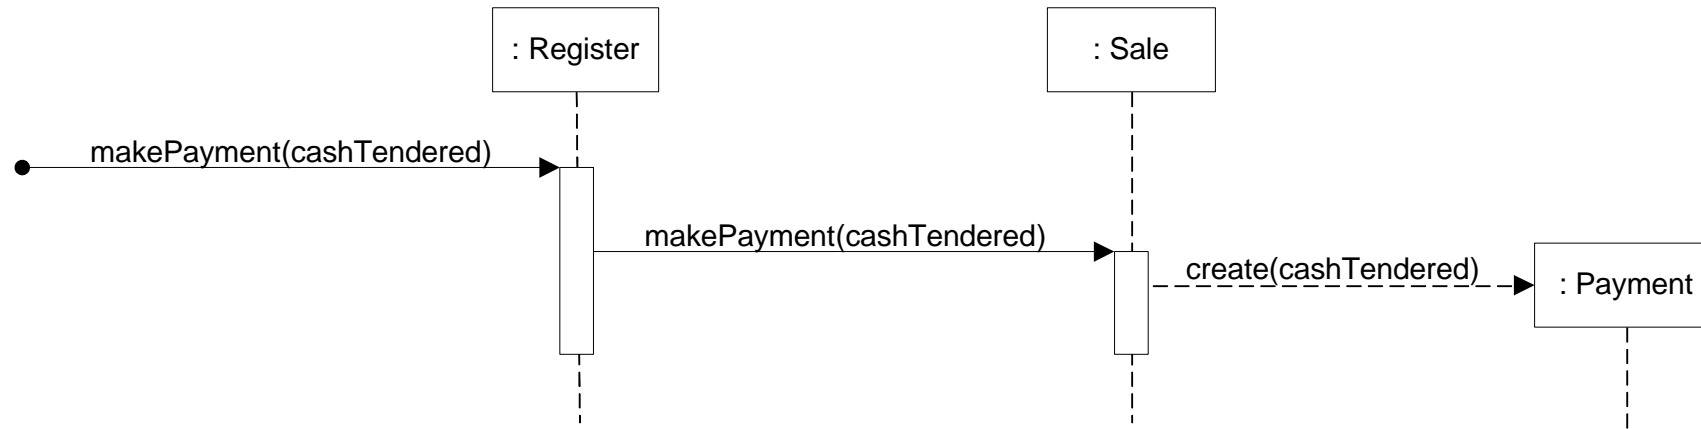 : Register
: Sale
makePayment(cashTendered)
makePayment(cashTendered)
create(cashTendered)
: Payment